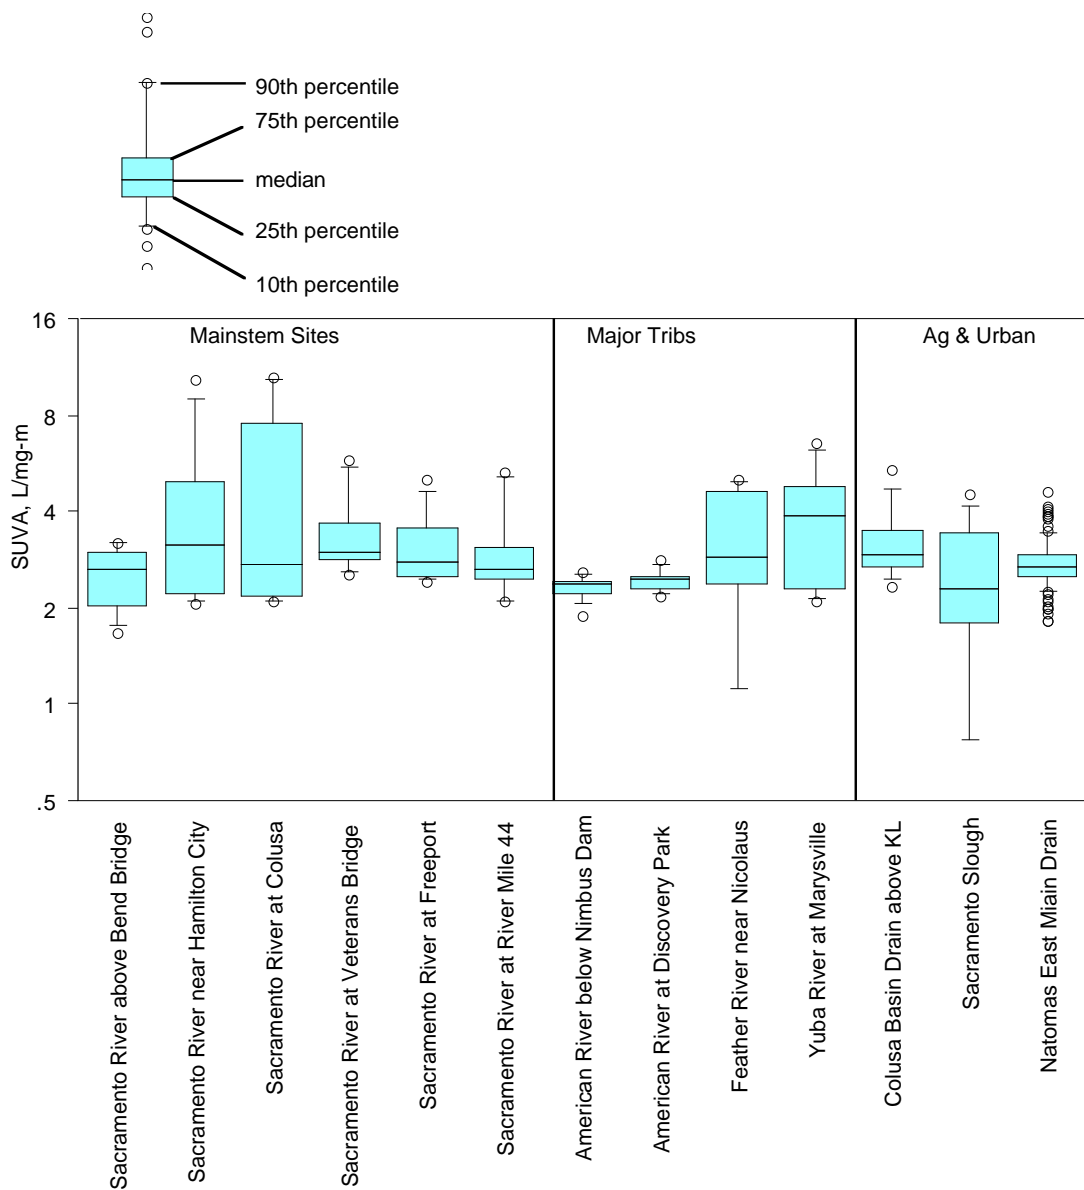 90th percentile
75th percentile
median
25th percentile
10th percentile
Mainstem Sites
Major Tribs
Ag & Urban
SUVA, L/mg-m
16
8
4
2
1
.5
Sacramento River above Bend Bridge
Sacramento River near Hamilton City
Sacramento River at Colusa
Sacramento River at Veterans Bridge
Sacramento River at Freeport
Sacramento River at River Mile 44
American River below Nimbus Dam
American River at Discovery Park
Feather River near Nicolaus
Yuba River at Marysville
Colusa Basin Drain above KL
Sacramento Slough
Natomas East Miain Drain